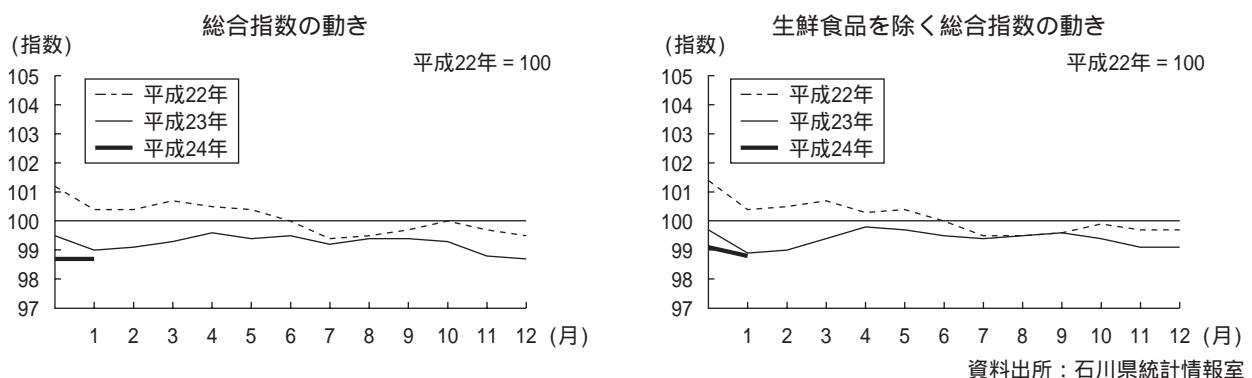 総合指数の動き
(指数)
平成22年 = 100
105
104
103
102
101
100
99
98
97
平成22年
平成23年
平成24年
1 2 3 4 5 6 7 8 9 10 11 12 (月)
生鮮食品を除く総合指数の動き
(指数)
平成22年 = 100
105
104
103
102
101
100
99
98
97
平成22年
平成23年
平成24年
1 2 3 4 5 6 7 8 9 10 11 12 (月)
資料出所：石川県統計情報室